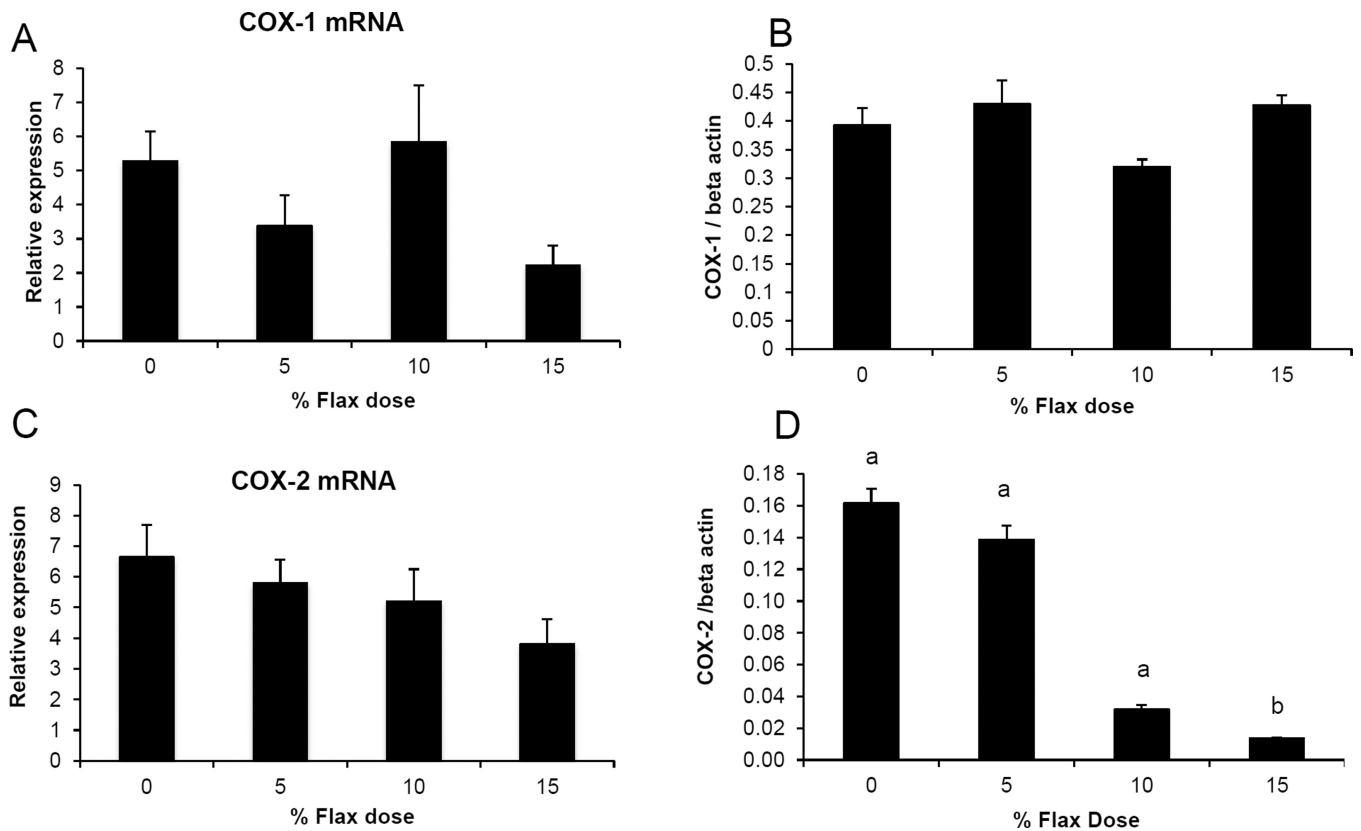 A
COX-1 mRNA
Relative expression
8
7
6
5
4
3
2
1
0
0 5 10 15
% Flax dose
B
COX-1 / beta actin
0.5
0.45
0.4
0.35
0.3
0.25
0.2
0.15
0.1
0.05
0
0 5 10 15
% Flax dose
C
COX-2 mRNA
Relative expression
9
8
7
6
5
4
3
2
1
0
0 5 10 15
% Flax dose
D
COX-2 /beta actin
0.18
0.16
0.14
0.12
0.10
0.08
0.06
0.04
0.02
0.00
a
a
a
b
0 5 10 15
% Flax Dose